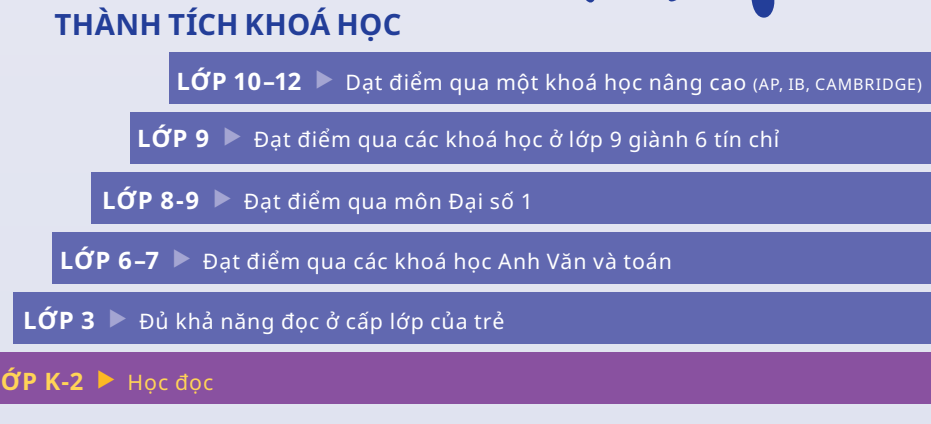 THÀNH TÍCH KHOÁ HỌC
LỚP 10–12 ▶ Dạt điểm qua một khoá học nâng cao (AP, IB, CAMBRIDGE)
LỚP 9 ▶ Đạt điểm qua các khoá học ở lớp 9 giành 6 tín chỉ
LỚP 8-9 ▶ Đạt điểm qua môn Đại số 1
LỚP 6–7 ▶ Đạt điểm qua các khoá học Anh Văn và toán
LỚP 3 ▶ Đủ khả năng đọc ở cấp lớp của trẻ
ỚP K-2 ▶ Học đọc